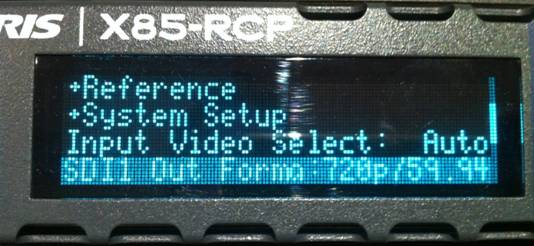 RIS | X85-RCP
+Reference
+System Setup
Input Video Select: Auto
SDI1 Out Forma:720p/59.94